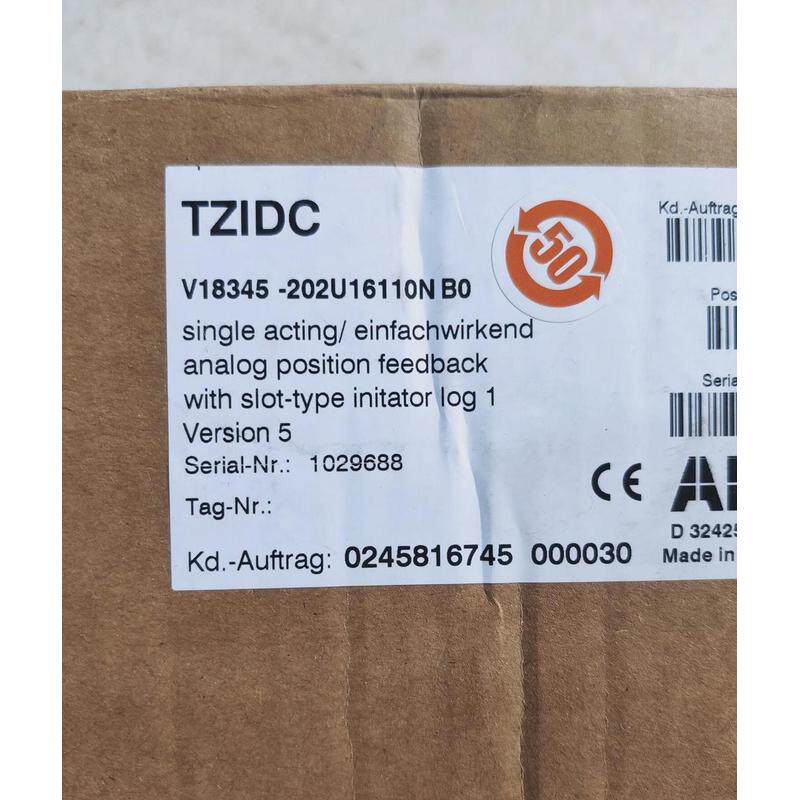 TZIDC
50
Kd.-Auftrag
V18345 -202U16110N B0
Pos
single acting/ einfachwirkend
analog position feedback
Seria
with slot-type initator log 1
Version 5
Serial-Nr.: 1029688
CE
Tag-Nr.:
D 32425
Made in
Kd.-Auftrag: 0245816745 000030